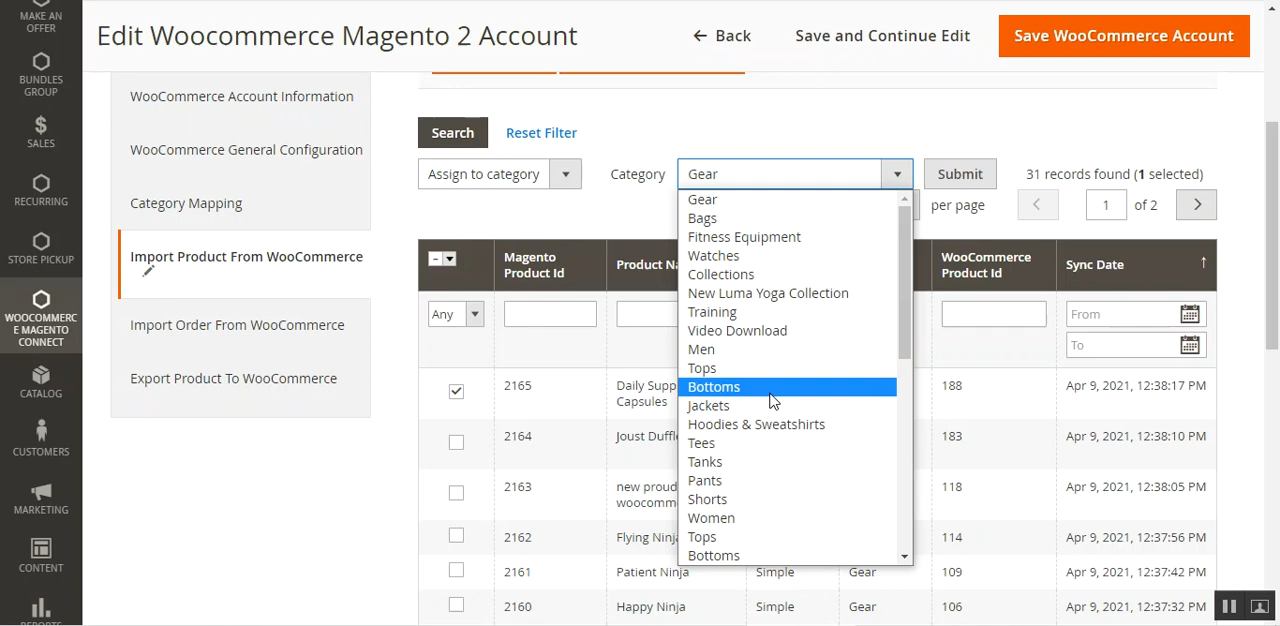 MAKE AN
OFFER
BUNDLES
GROUP
SALES
RECURRING
STORE PICKUP
WOOCOMMERC
E MAGENTO
CONNECT
CATALOG
CUSTOMERS
MARKETING
CONTENT
Edit Woocommerce Magento 2 Account
Back
Save and Continue Edit
Save WooCommerce Account
WooCommerce Account Information
WooCommerce General Configuration
Category Mapping
Import Product From WooCommerce
Import Order From WooCommerce
Export Product To WooCommerce
Search
Reset Filter
Assign to category
Category
Gear
Submit
31 records found (1 selected)
per page
1
of 2
Gear
Bags
Fitness Equipment
Watches
Collections
New Luma Yoga Collection
Training
Video Download
Men
Tops
Bottoms
Jackets
Hoodies & Sweatshirts
Tees
Tanks
Pants
Shorts
Women
Tops
Bottoms
Magento
Product Id
Product
WooCommerce
Product Id
Sync Date
Any
From
To
2165
Daily
Capsules
188
Apr 9, 2021, 12:38:17 PM
2164
Joust
183
Apr 9, 2021, 12:38:10 PM
2163
new
118
Apr 9, 2021, 12:38:05 PM
2162
Flying
114
Apr 9, 2021, 12:37:56 PM
2161
Patient Ninja
Simple
Gear
109
Apr 9, 2021, 12:37:42 PM
2160
Happy Ninja
Simple
Gear
106
Apr 9, 2021, 12:37:32 PM